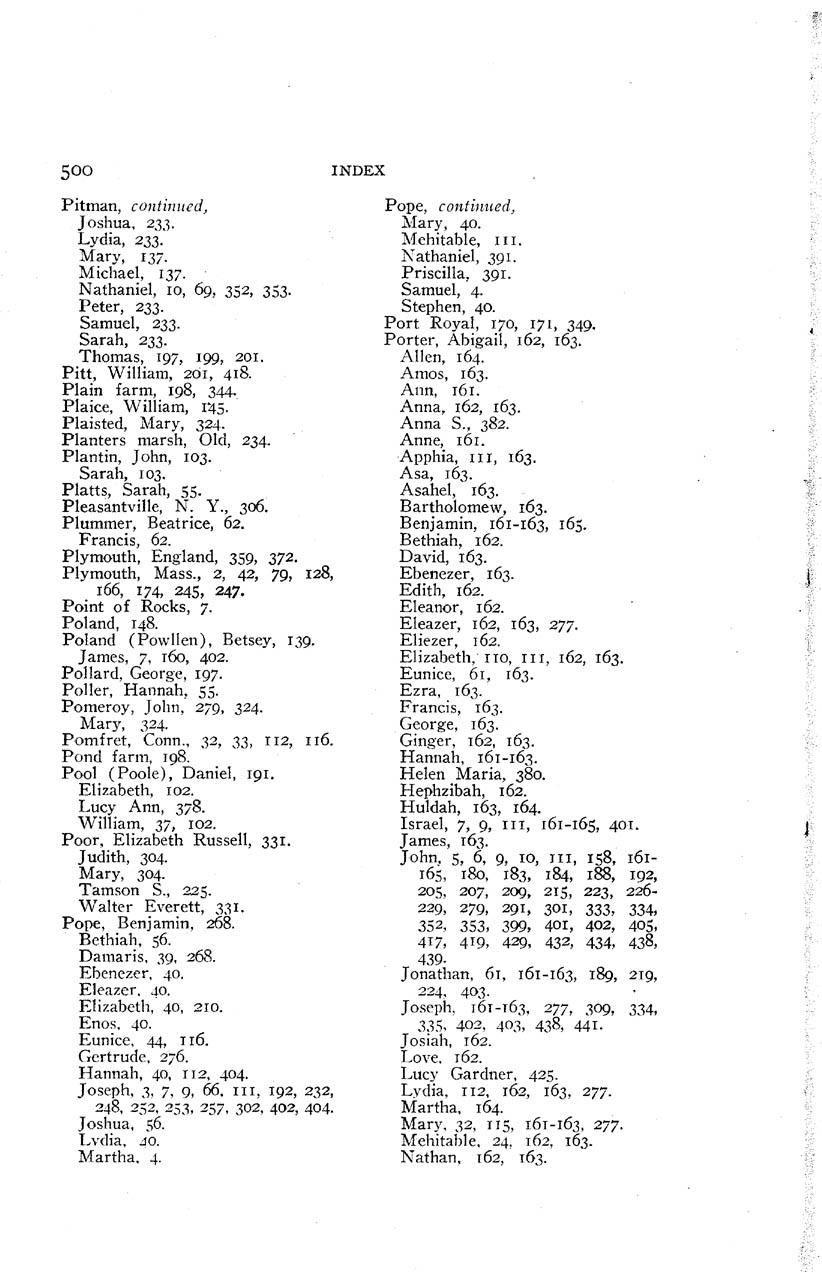 500 INDEX
Pitman, continued,
Joshua, 233.
Lydia, 233.
Mary, 137.
Michael, 137.
Nathaniel, 10, 69, 352, 353.
Peter, 233.
Samuel, 233.
Sarah, 233.
Thomas, 197, 199, 201.
Pitt, William, 201, 418.
Plain farm, 198, 344.
Plaice, William, 145.
Plaisted, Mary, 324.
Planters marsh, Old, 234.
Plantin, John, 103.
Sarah, 103.
Platts, Sarah, 55.
Pleasantville, N. Y., 306.
Plummer, Beatrice, 62.
Francis, 62.
Plymouth, England, 359, 372.
Plymouth, Mass., 2, 42, 79, 128,
166, 174, 245, 247.
Point of Rocks, 7.
Poland, 148.
Poland (Powllen), Betsey, 139.
James, 7, 160, 402.
Pollard, George, 197.
Poller, Hannah, 55.
Pomeroy, John, 279, 324.
Mary, 324.
Pomfret, Conn., 32, 33, 112, 116.
Pond farm, 198.
Pool (Poole), Daniel, 191.
Elizabeth, 102.
Lucy Ann, 378.
William, 37, 102.
Poor, Elizabeth Russell, 331.
Judith, 304.
Mary, 304.
Tamson S., 225.
Walter Everett, 331.
Pope, Benjamin, 268.
Bethiah, 56.
Damaris, 39, 268.
Ebenezer, 40.
Eleazer, 40.
Elizabeth, 40, 210.
Enos, 40.
Eunice, 44, 116.
Gertrude, 276.
Hannah, 40, 112, 404.
Joseph, 3, 7, 9, 66, 111, 192, 232,
248, 252, 253, 257, 302, 402, 404.
Joshua, 56.
Lydia, 40.
Martha, 4.
Pope, continued,
Mary, 40.
Mehitable, 111.
Nathaniel, 391.
Priscilla, 391.
Samuel, 4.
Stephen, 40.
Port Royal, 170, 171, 349.
Porter, Abigail, 162, 163.
Allen, 164.
Amos, 163.
Ann, 161.
Anna, 162, 163.
Anna S., 382.
Anne, 161.
Apphia, 111, 163.
Asa, 163.
Asahel, 163.
Bartholomew, 163.
Benjamin, 161-163, 165.
Bethiah, 162.
David, 163.
Ebenezer, 163.
Edith, 162.
Eleanor, 162.
Eleazer, 162, 163, 277.
Eliezer, 162.
Elizabeth, 110, 111, 162, 163.
Eunice, 61, 163.
Ezra, 163.
Francis, 163.
George, 163.
Ginger, 162, 163.
Hannah, 161-163.
Helen Maria, 380.
Hephzibah, 162.
Huldah, 163, 164.
Israel, 7, 9, 111, 161-165, 401.
James, 163.
John, 5, 6, 9, 10, 111, 158, 161-
165, 180, 183, 184, 188, 192,
205, 207, 209, 215, 223, 226-
229, 279, 291, 301, 333, 334,
352, 353, 399, 401, 402, 405,
417, 419, 429, 432, 434, 438,
439.
Jonathan, 61, 161-163, 189, 219,
224, 403.
Joseph, 161-163, 277, 309, 334,
335, 402, 403, 438, 441.
Josiah, 162.
Love, 162.
Lucy Gardner, 425.
Lydia, 112, 162, 163, 277.
Martha, 164.
Mary, 32, 115, 161-163, 277.
Mehitable, 24, 162, 163.
Nathan, 162, 163.